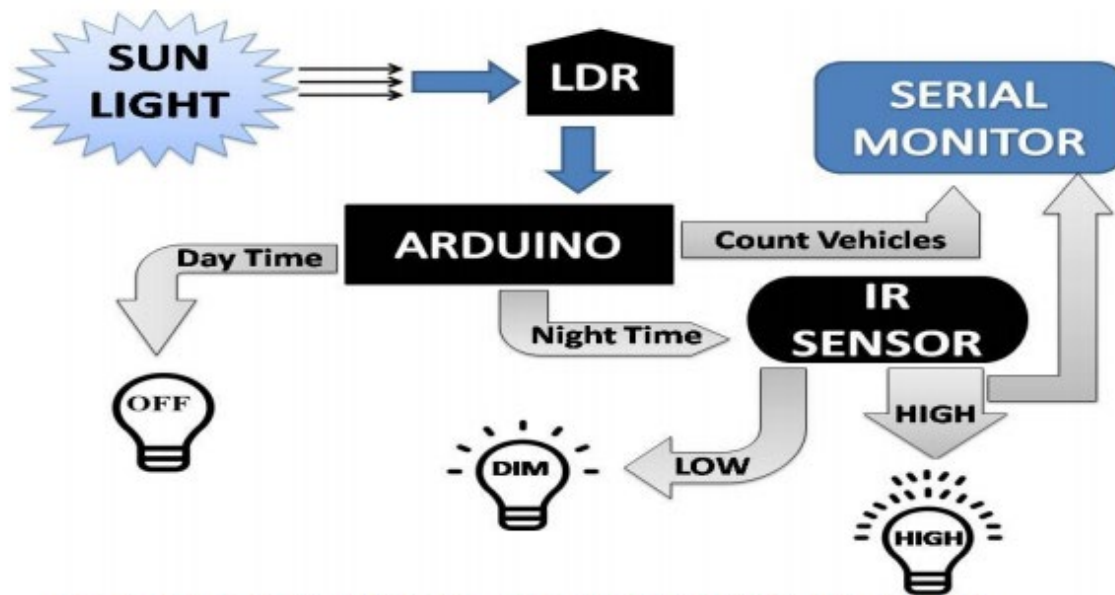 SUN
LIGHT
LDR
SERIAL
MONITOR
ARDUINO
Count Vehicles
Day Time
IR
SENSOR
Night Time
OFF
HIGH
LOW
DIM
HIGH